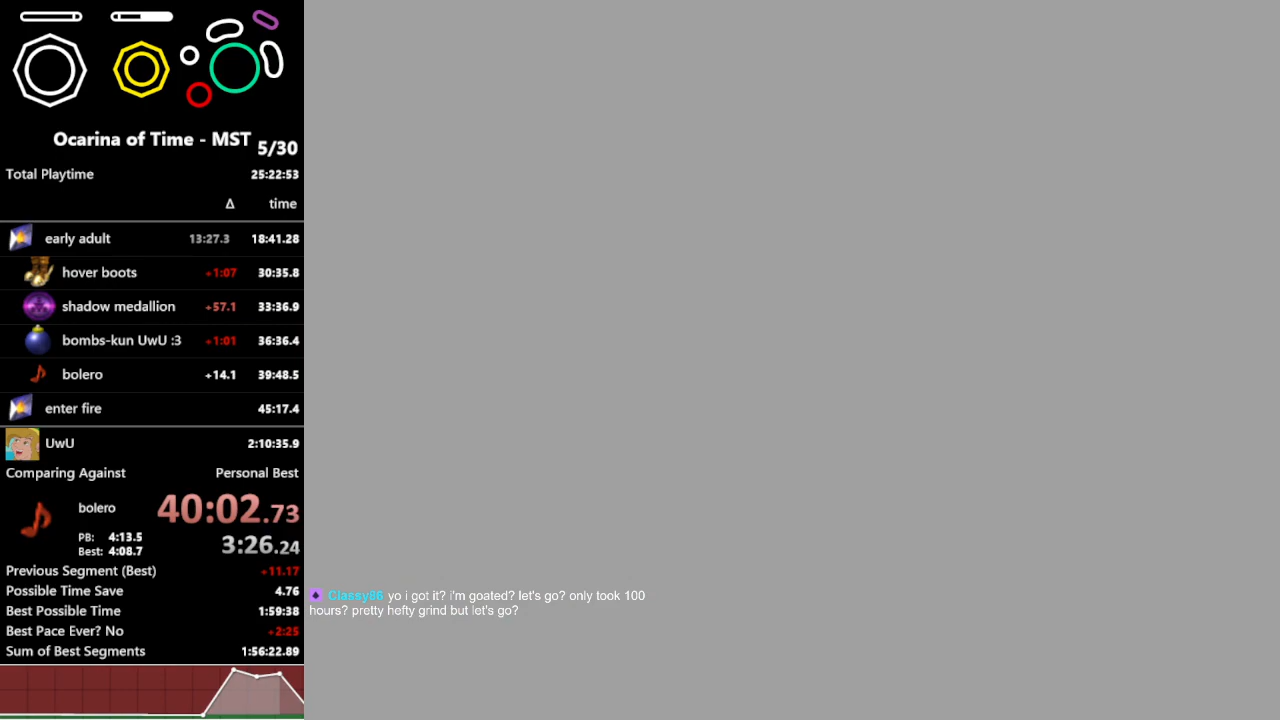 Ocarina of Time - MST 5/30
Total Playtime 25:22:53
Δ time
early adult 13:27.3 18:41.28
hover boots +1:07 30:35.8
shadow medallion +57.1 33:36.9
bombs-kun UwU :3 +1:01 36:36.4
bolero +14.1 39:48.5
enter fire 45:17.4
UwU 2:10:35.9
Comparing Against Personal Best
bolero 40:02.73
PB: 4:13.5
Best: 4:08.7
3:26.24
Previous Segment (Best) +11.17
Possible Time Save 4.76
Best Possible Time 1:59:38
Best Pace Ever? No +2:25
Sum of Best Segments 1:56:22.89
Classy86 yo i got it? i'm goated? let's go? only took 100
hours? pretty hefty grind but let's go?